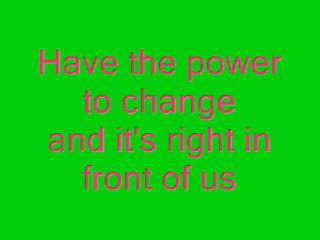 Have the power
to change
and it's right in
front of us